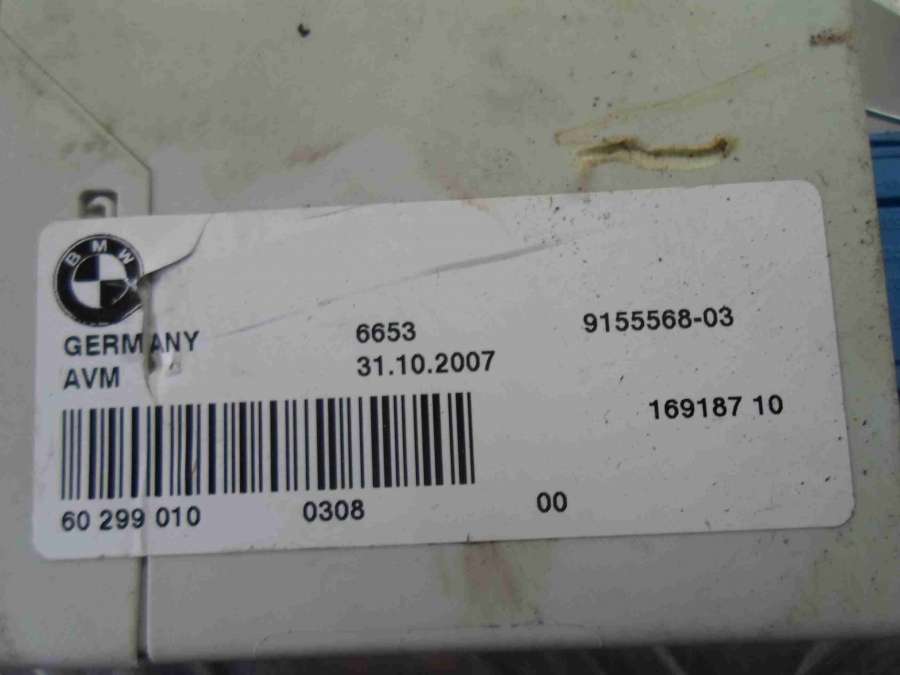 BMW
GERMANY 6653 9155568-03
AVM 31.10.2007
169187 10
60 299 010 0308 00